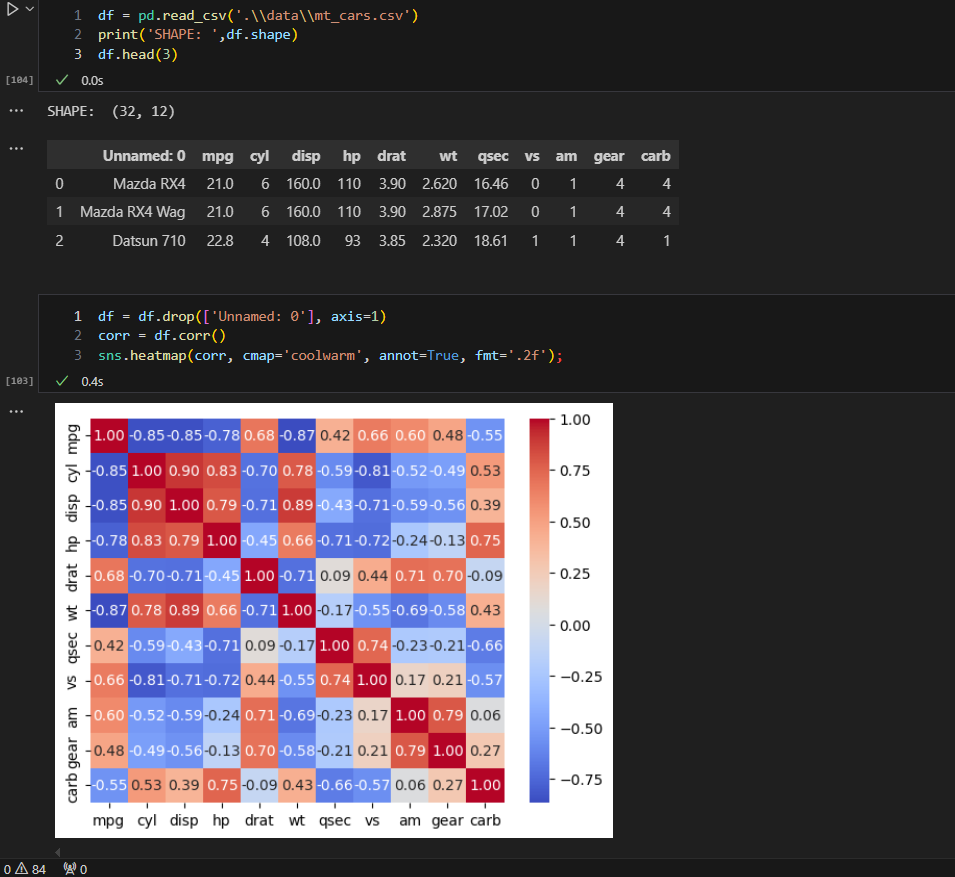 1 df = pd.read_csv('.\\data\\mt_cars.csv')
2 print('SHAPE: ',df.shape)
3 df.head(3)
[104] ✓ 0.0s
... SHAPE:  (32, 12)
...
Unnamed: 0 mpg cyl disp hp drat wt qsec vs am gear carb
0 Mazda RX4 21.0 6 160.0 110 3.90 2.620 16.46 0 1 4 4
1 Mazda RX4 Wag 21.0 6 160.0 110 3.90 2.875 17.02 0 1 4 4
2 Datsun 710 22.8 4 108.0 93 3.85 2.320 18.61 1 1 4 1
1 df = df.drop(['Unnamed: 0'], axis=1)
2 corr = df.corr()
3 sns.heatmap(corr, cmap='coolwarm', annot=True, fmt='.2f');
[103] ✓ 0.4s
...
mpg 1.00 -0.85 -0.85 -0.78 0.68 -0.87 0.42 0.66 0.60 0.48 -0.55
cyl -0.85 1.00 0.90 0.83 -0.70 0.78 -0.59 -0.81 -0.52 -0.49 0.53
disp -0.85 0.90 1.00 0.79 -0.71 0.89 -0.43 -0.71 -0.59 -0.56 0.39
hp -0.78 0.83 0.79 1.00 -0.45 0.66 -0.71 -0.72 -0.24 -0.13 0.75
drat 0.68 -0.70 -0.71 -0.45 1.00 -0.71 0.09 0.44 0.71 0.70 -0.09
wt -0.87 0.78 0.89 0.66 -0.71 1.00 -0.17 -0.55 -0.69 -0.58 0.43
qsec 0.42 -0.59 -0.43 -0.71 0.09 -0.17 1.00 0.74 -0.23 -0.21 -0.66
vs 0.66 -0.81 -0.71 -0.72 0.44 -0.55 0.74 1.00 0.17 0.21 -0.57
am 0.60 -0.52 -0.59 -0.24 0.71 -0.69 -0.23 0.17 1.00 0.79 0.06
gear 0.48 -0.49 -0.56 -0.13 0.70 -0.58 -0.21 0.21 0.79 1.00 0.27
carb -0.55 0.53 0.39 0.75 -0.09 0.43 -0.66 -0.57 0.06 0.27 1.00
mpg cyl disp hp drat wt qsec vs am gear carb
1.00
0.75
0.50
0.25
0.00
−0.25
−0.50
−0.75
0 84 0